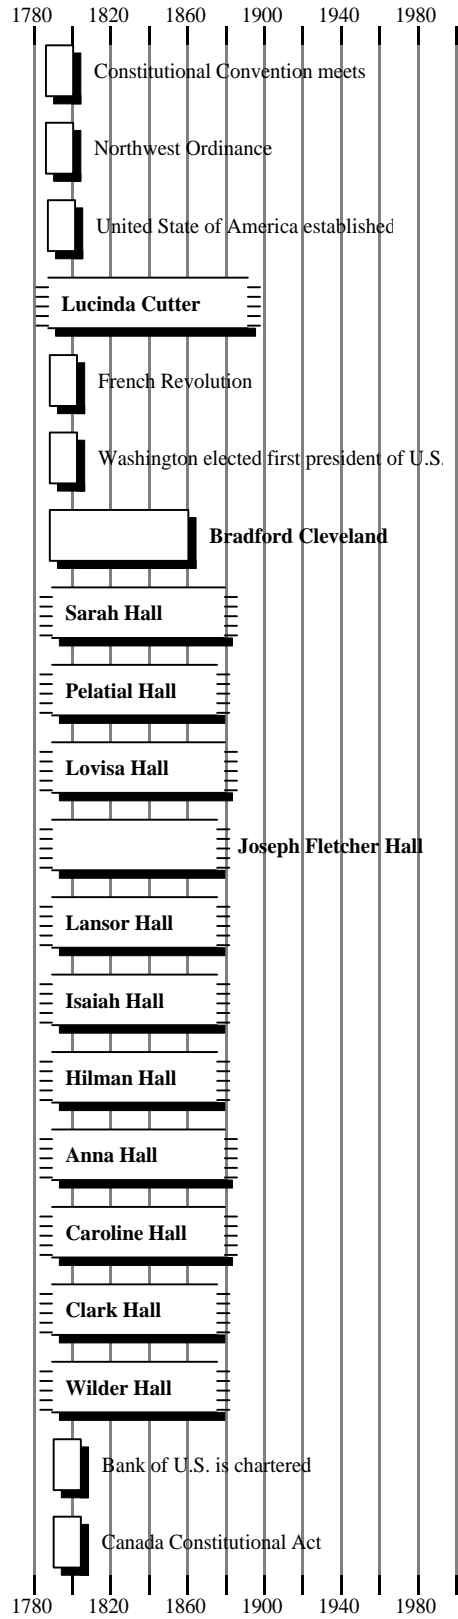 1780 1820 1860 1900 1940 1980
Constitutional Convention meets
Northwest Ordinance
United State of America established
Lucinda Cutter
French Revolution
Washington elected first president of U.S.
Bradford Cleveland
Sarah Hall
Pelatial Hall
Lovisa Hall
Joseph Fletcher Hall
Lansor Hall
Isaiah Hall
Hilman Hall
Anna Hall
Caroline Hall
Clark Hall
Wilder Hall
Bank of U.S. is chartered
Canada Constitutional Act
1780 1820 1860 1900 1940 1980